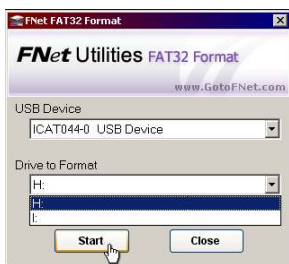 FNet FAT32 Format
FNet Utilities FAT32 Format
www.GotoFNet.com
USB Device
ICAT044-0 USB Device
Drive to Format
H:
H:
I:
Start
Close